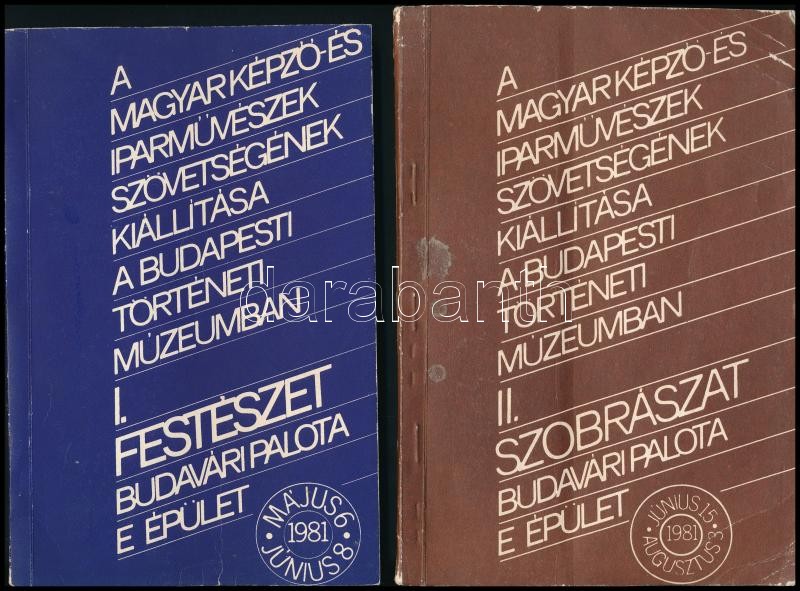 A
MAGYAR KÉPZŐ-ÉS
IPARMŰVÉSZEK
SZÖVETSÉGÉNEK
KIÁLLÍTÁSA
A BUDAPESTI
TÖRTÉNETI
MÚZEUMBAN
I.
FESTÉSZET
BUDAVÁRI PALOTA
E ÉPÜLET
MÁJUS 6
1981
JÚNIUS 8
A
MAGYAR KÉPZŐ-ÉS
IPARMŰVÉSZEK
SZÖVETSÉGÉNEK
KIÁLLÍTÁSA
A BUDAPESTI
TÖRTÉNETI
MÚZEUMBAN
II.
SZOBRÁSZAT
BUDAVÁRI PALOTA
E ÉPÜLET
JÚNIUS 15
1981
AUGUSZTUS 3
darabanth